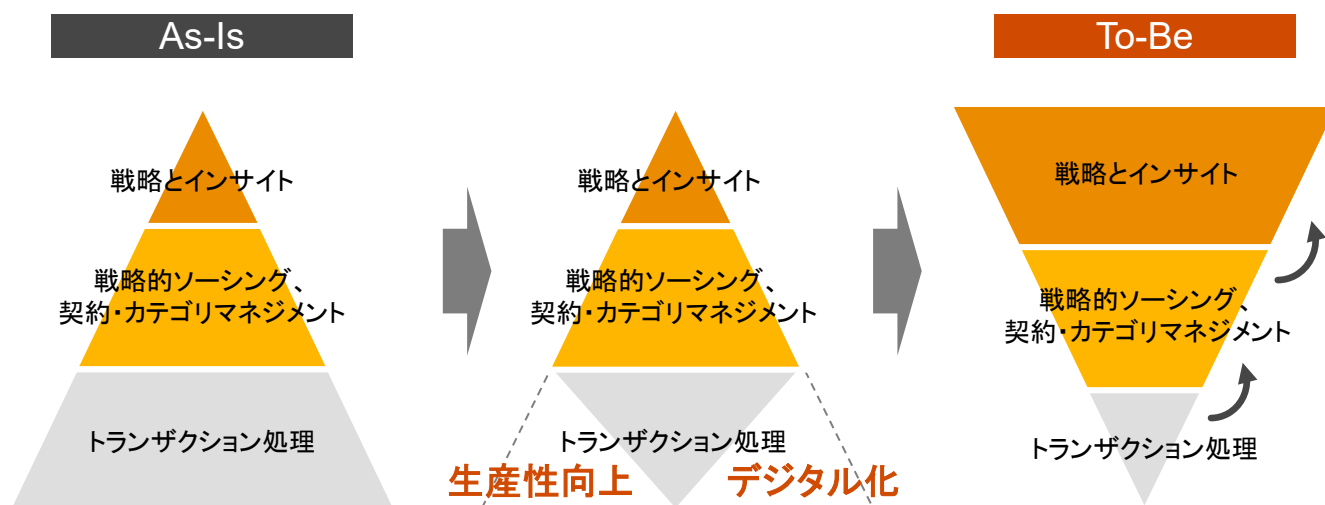 As-Is
To-Be
戦略とインサイト
戦略的ソーシング、
契約・カテゴリマネジメント
トランザクション処理
戦略とインサイト
戦略的ソーシング、
契約・カテゴリマネジメント
トランザクション処理
生産性向上
デジタル化
戦略とインサイト
戦略的ソーシング、
契約・カテゴリマネジメント
トランザクション処理